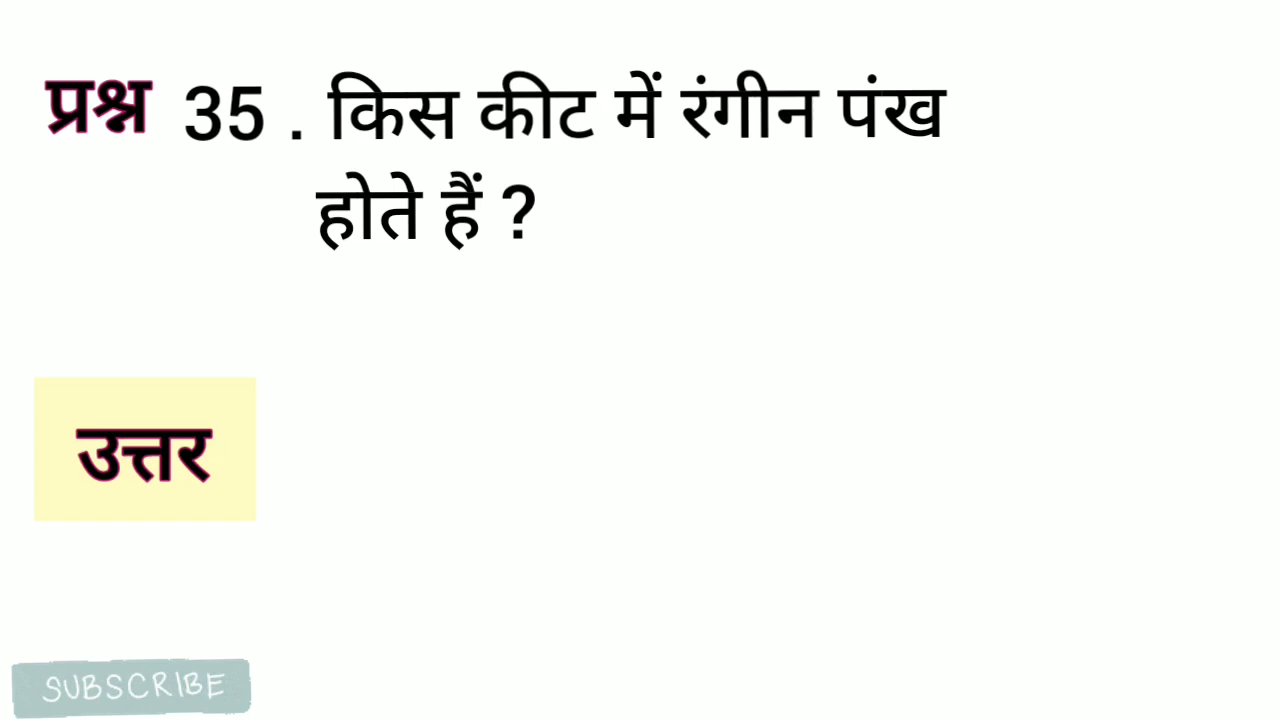 प्रश्न 35 . किस कीट में रंगीन पंख
होते हैं ?
उत्तर
SUBSCRIBE